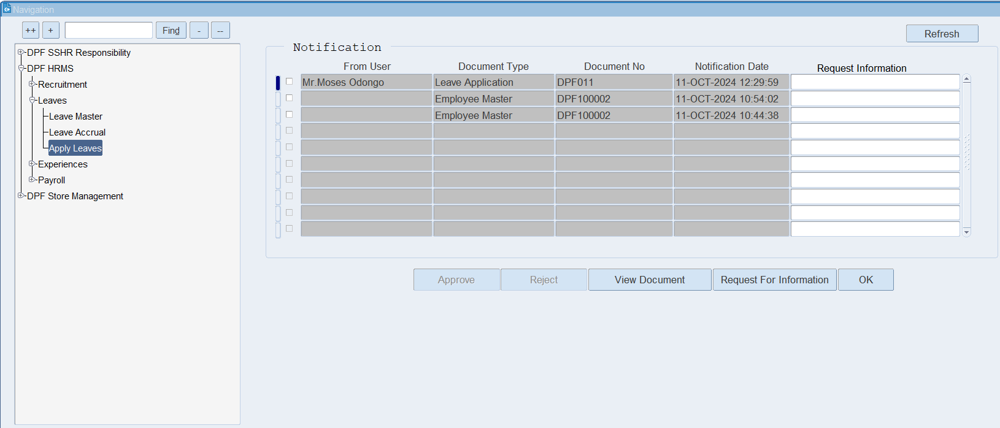 Navigation
++ + Find - --
Refresh
DPF SSHR Responsibility
DPF HRMS
Recruitment
Leaves
Leave Master
Leave Accrual
Apply Leaves
Experiences
Payroll
DPF Store Management
Notification
From User Document Type Document No Notification Date Request Information
Mr.Moses Odongo Leave Application DPF011 11-OCT-2024 12:29:59
Employee Master DPF100002 11-OCT-2024 10:54:02
Employee Master DPF100002 11-OCT-2024 10:44:38
Approve Reject View Document Request For Information OK